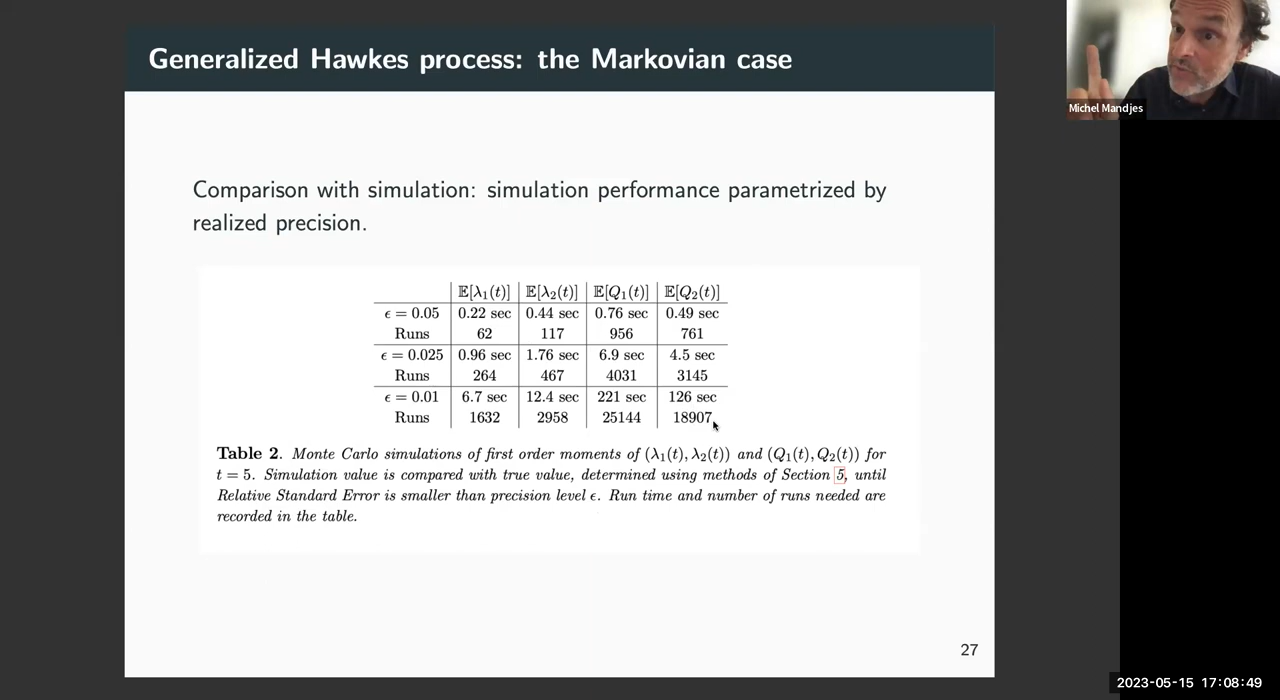 Generalized Hawkes process: the Markovian case
Michel Mandjes
Comparison with simulation: simulation performance parametrized by
realized precision.
𝔼[λ₁(t)] 𝔼[λ₂(t)] 𝔼[Q₁(t)] 𝔼[Q₂(t)]
ϵ = 0.05 0.22 sec 0.44 sec 0.76 sec 0.49 sec
Runs 62 117 956 761
ϵ = 0.025 0.96 sec 1.76 sec 6.9 sec 4.5 sec
Runs 264 467 4031 3145
ϵ = 0.01 6.7 sec 12.4 sec 221 sec 126 sec
Runs 1632 2958 25144 18907
Table 2. Monte Carlo simulations of first order moments of (λ₁(t), λ₂(t)) and (Q₁(t), Q₂(t)) for
t = 5. Simulation value is compared with true value, determined using methods of Section 5, until
Relative Standard Error is smaller than precision level ϵ. Run time and number of runs needed are
recorded in the table.
27
2023-05-15 17:08:49